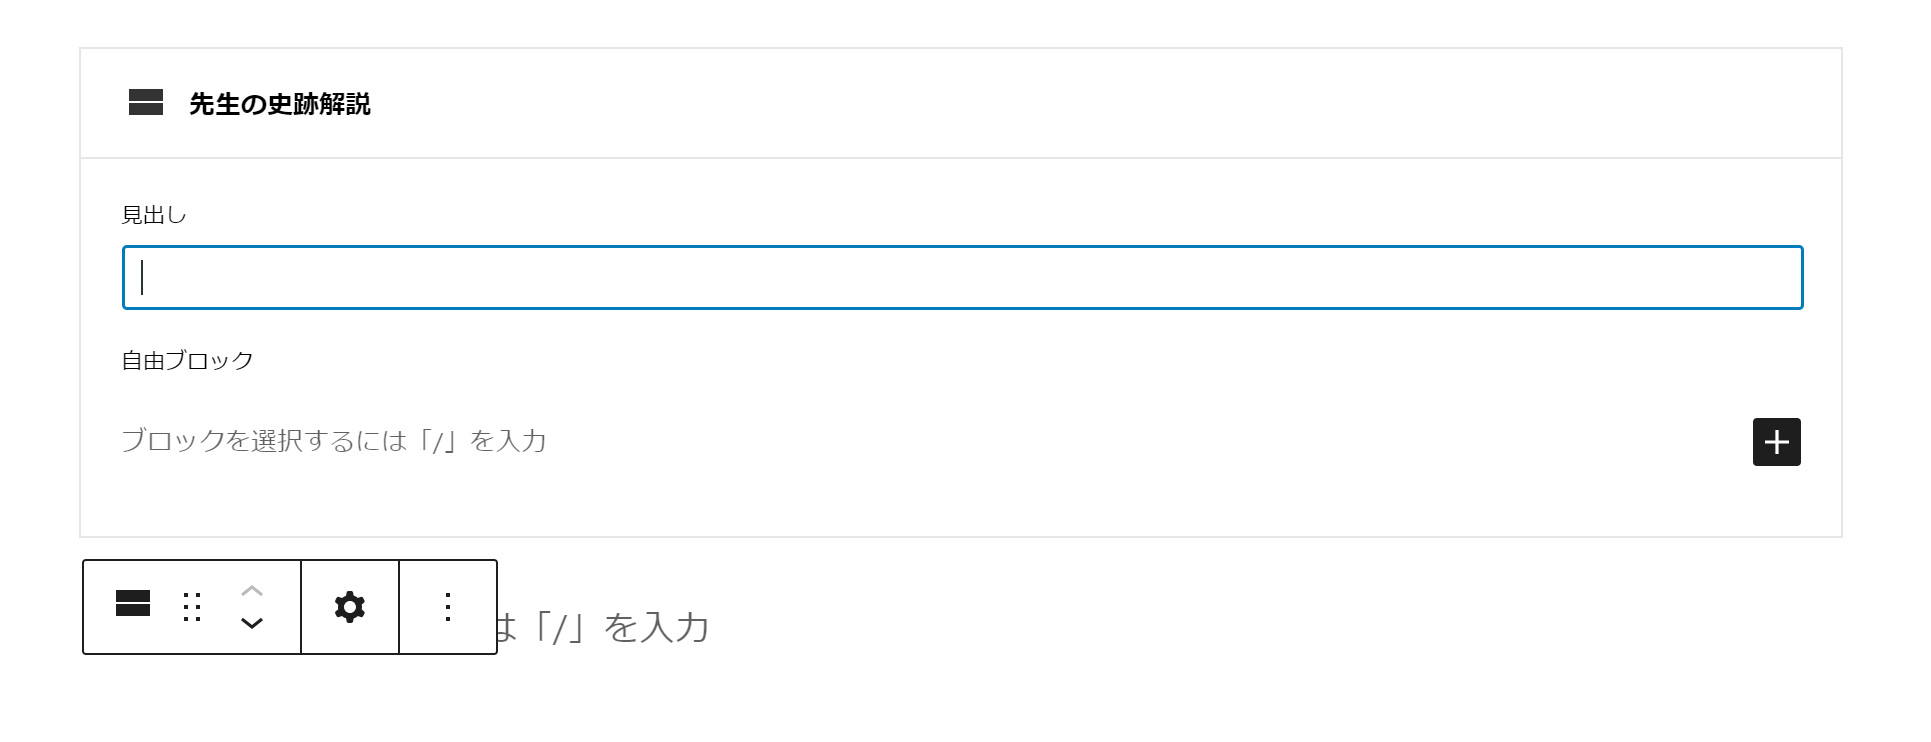 先生の史跡解説
見出し
自由ブロック
ブロックを選択するには「/」を入力
は「/」を入力